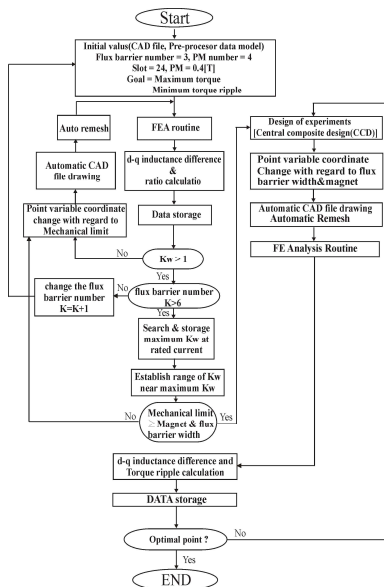 Start
Initial valus(CAD file, Pre-procesor data model)
Flux barrier number = 3, PM number = 4
Slot = 24, PM = 0.4[T]
Goal = Maximum torque
Minimum torque ripple
Auto remesh
FEA routine
Design of experiments
[Central composite design(CCD)]
Automatic CAD
file drawing
d-q inductance difference
&
ratio calculatio
Point variable coordinate
Change with regard to flux
barrier width&magnet
Point variable coordinate
change with regard to
Mechanical limit
Data storage
Automatic CAD file drawing
Automatic Remesh
No
Kw > 1
FE Analysis Routine
Yes
change the flux
barrier number
K=K+1
No
flux barrier number
K>6
Yes
Search & storage
maximum Kw at
rated current
Establish range of Kw
near maximum Kw
No
Mechanical limit
≥Magnet & flux
barrier width
Yes
d-q inductance difference and
Torque ripple calculation
DATA storage
Optimal point ?
No
Yes
END